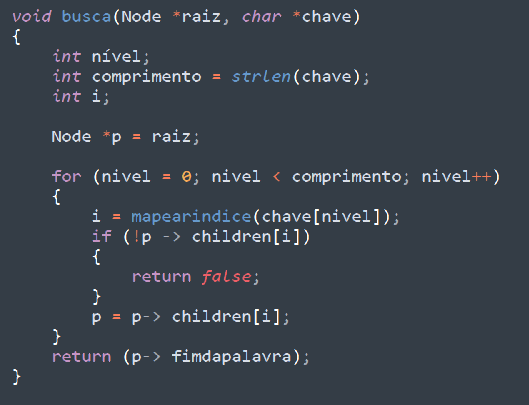 void busca(Node *raiz, char *chave)
{
    int nível;
    int comprimento = strlen(chave);
    int i;

    Node *p = raiz;

    for (nivel = 0; nivel < comprimento; nivel++)
    {
        i = mapearindice(chave[nivel]);
        if (!p -> children[i])
        {
            return false;
        }
        p = p-> children[i];
    }
    return (p-> fimdapalavra);
}